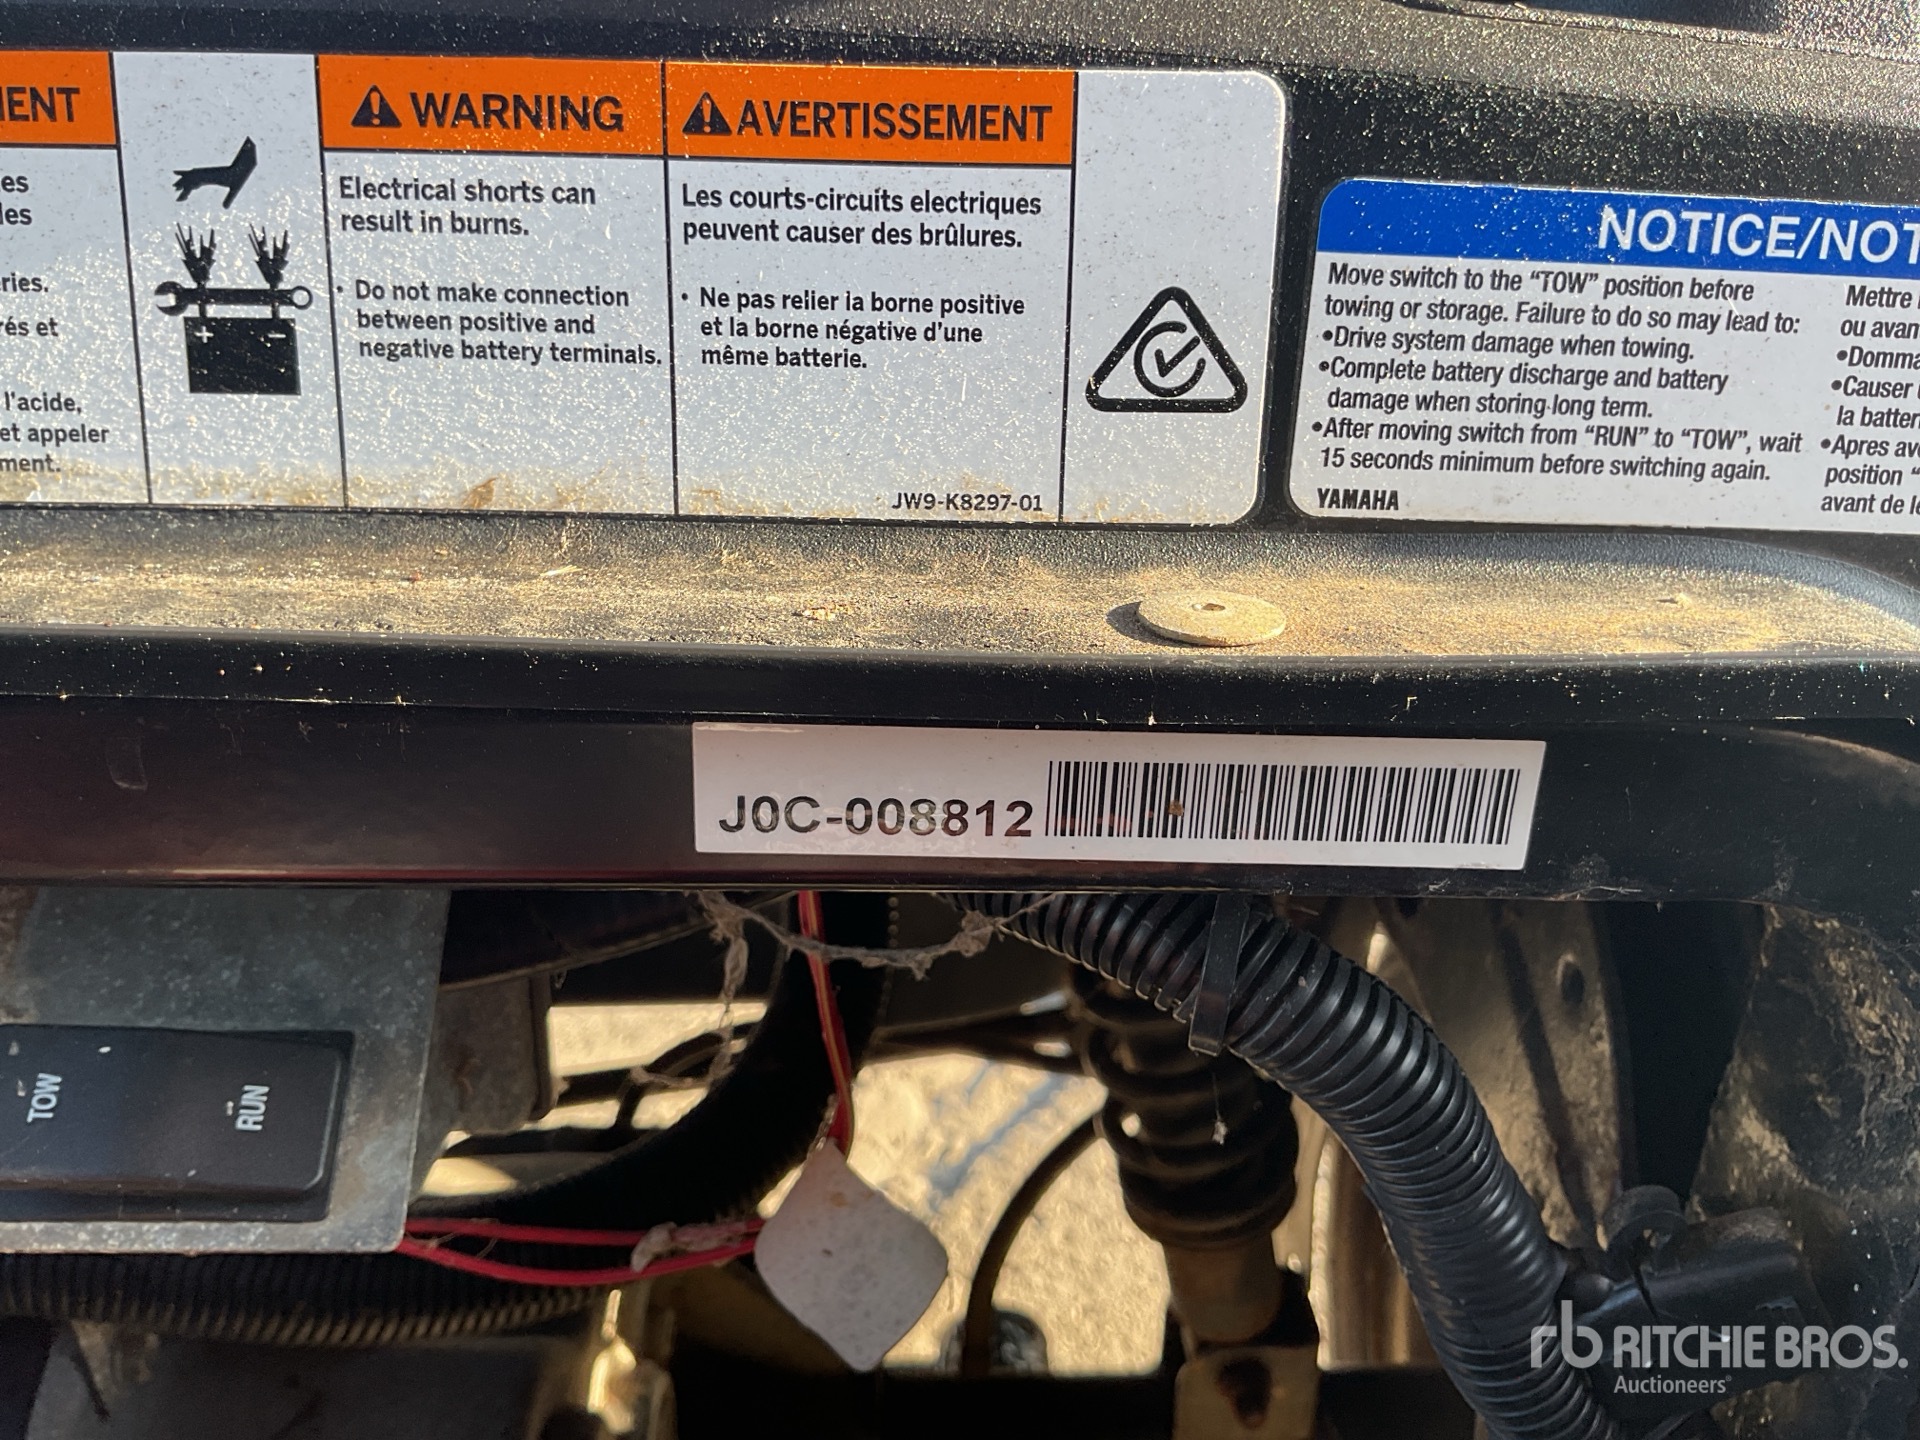 MENT
es
les
ries.
rés et
l'acide,
et appeler
ment.
+ −
WARNING
Electrical shorts can
result in burns.
• Do not make connection
between positive and
negative battery terminals.
AVERTISSEMENT
Les courts-circuits electriques
peuvent causer des brûlures.
• Ne pas relier la borne positive
et la borne négative d'une
même batterie.
JW9-K8297-01
NOTICE/NOT
Move switch to the “TOW” position before
towing or storage. Failure to do so may lead to:
•Drive system damage when towing.
•Complete battery discharge and battery
damage when storing long term.
•After moving switch from “RUN” to “TOW”, wait
15 seconds minimum before switching again.
YAMAHA
Mettre
ou avan
•Domma
•Causer
la batter
•Apres av
position “
avant de
J0C-008812
TOW
RUN
rb RITCHIE BROS.
Auctioneers